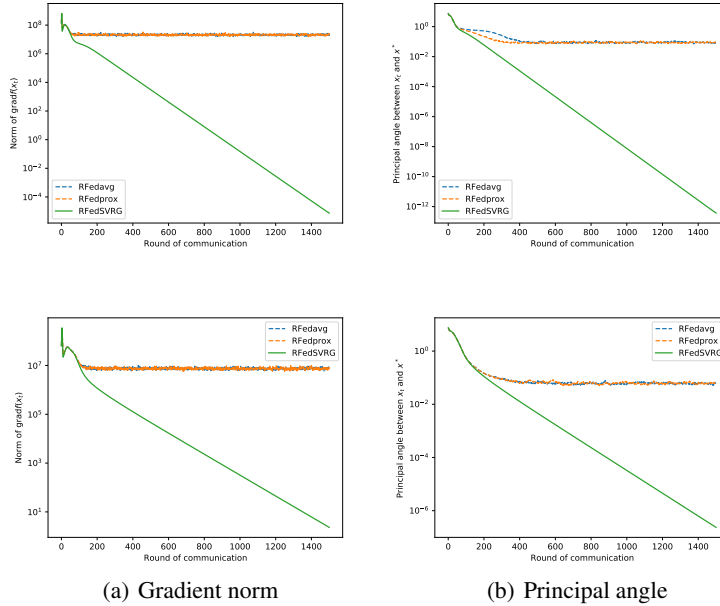 10^8
10^6
10^4
10^2
10^0
10^-2
10^-4
Norm of gradf(x_t)
RFedavg
RFedprox
RFedSVRG
0 200 400 600 800 1000 1200 1400
Round of communication
10^0
10^-2
10^-4
10^-6
10^-8
10^-10
10^-12
Principal angle between x_t and x^*
RFedavg
RFedprox
RFedSVRG
0 200 400 600 800 1000 1200 1400
Round of communication
10^7
10^5
10^3
10^1
Norm of gradf(x_t)
RFedavg
RFedprox
RFedSVRG
0 200 400 600 800 1000 1200 1400
Round of communication
10^0
10^-2
10^-4
10^-6
Principal angle between x_t and x^*
RFedavg
RFedprox
RFedSVRG
0 200 400 600 800 1000 1200 1400
Round of communication
(a) Gradient norm
(b) Principal angle